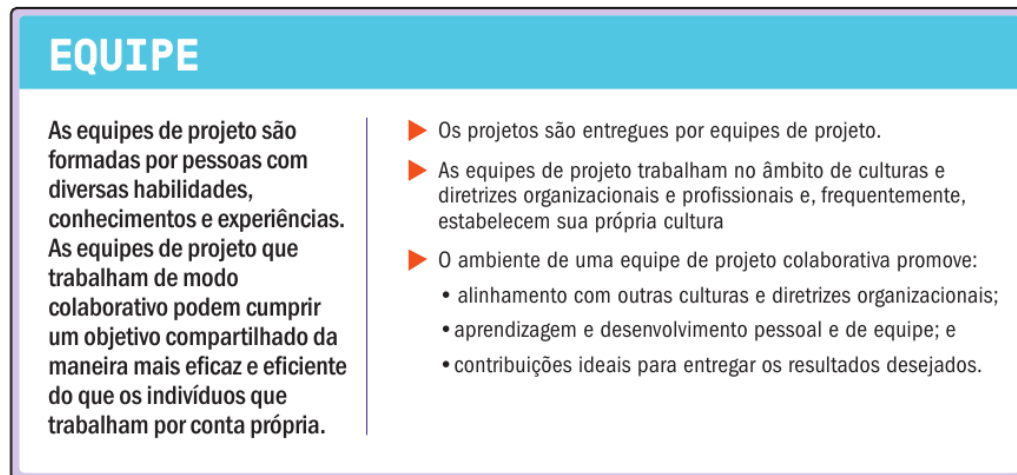 EQUIPE
As equipes de projeto são
formadas por pessoas com
diversas habilidades,
conhecimentos e experiências.
As equipes de projeto que
trabalham de modo
colaborativo podem cumprir
um objetivo compartilhado da
maneira mais eficaz e eficiente
do que os indivíduos que
trabalham por conta própria.
Os projetos são entregues por equipes de projeto.
As equipes de projeto trabalham no âmbito de culturas e
diretrizes organizacionais e profissionais e, frequentemente,
estabelecem sua própria cultura
O ambiente de uma equipe de projeto colaborativa promove:
• alinhamento com outras culturas e diretrizes organizacionais;
• aprendizagem e desenvolvimento pessoal e de equipe; e
• contribuições ideais para entregar os resultados desejados.